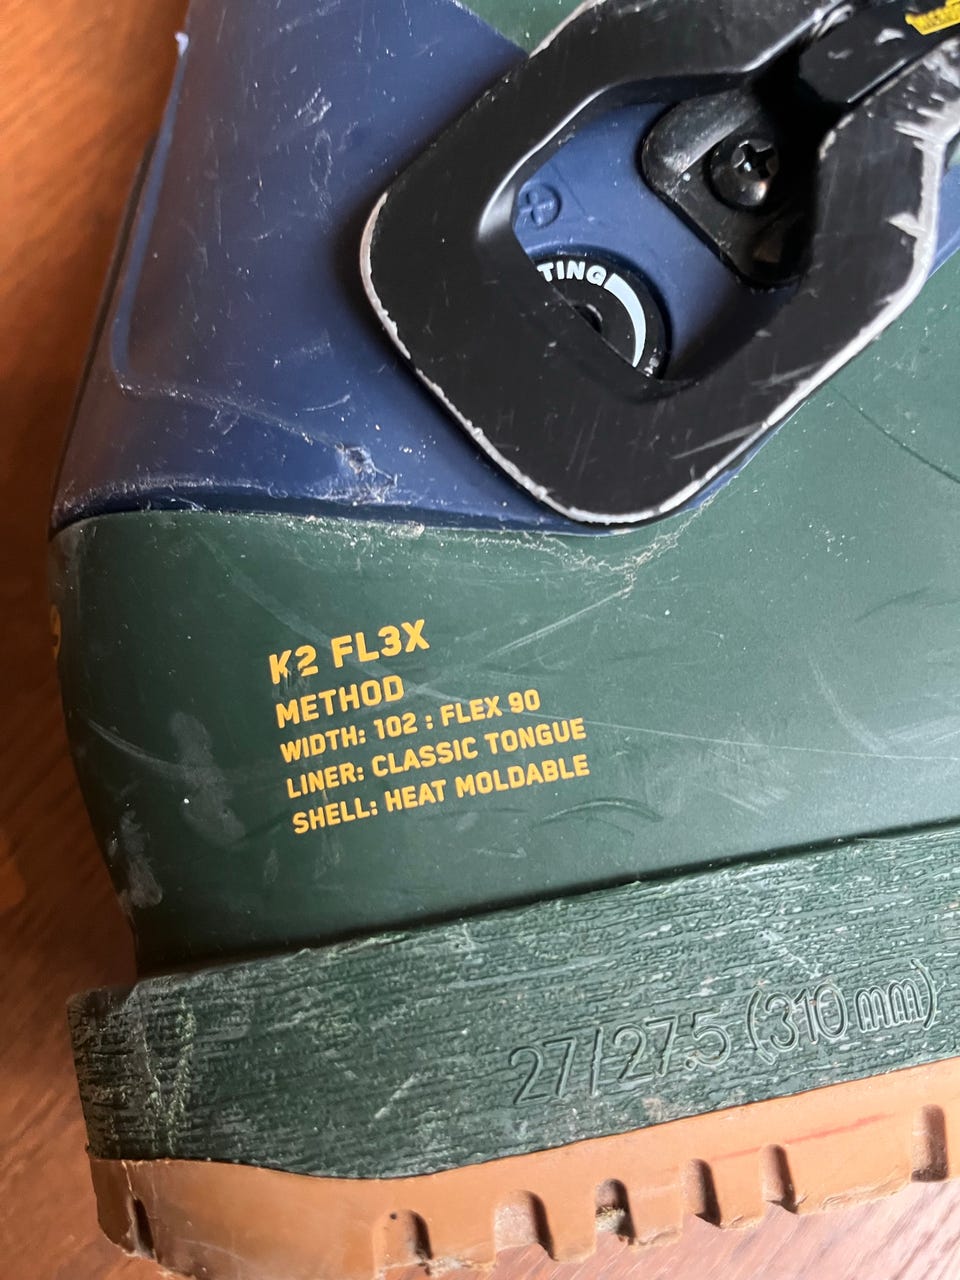 TING
K2 FL3X
METHOD
WIDTH: 102 : FLEX 90
LINER: CLASSIC TONGUE
SHELL: HEAT MOLDABLE
27/27.5 (310 mm)